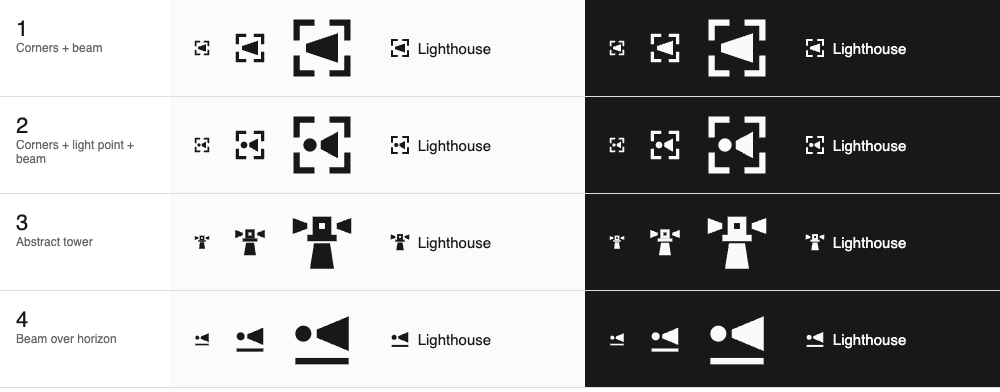 1
Corners + beam
Lighthouse
Lighthouse
2
Corners + light point +
beam
Lighthouse
Lighthouse
3
Abstract tower
Lighthouse
Lighthouse
4
Beam over horizon
Lighthouse
Lighthouse